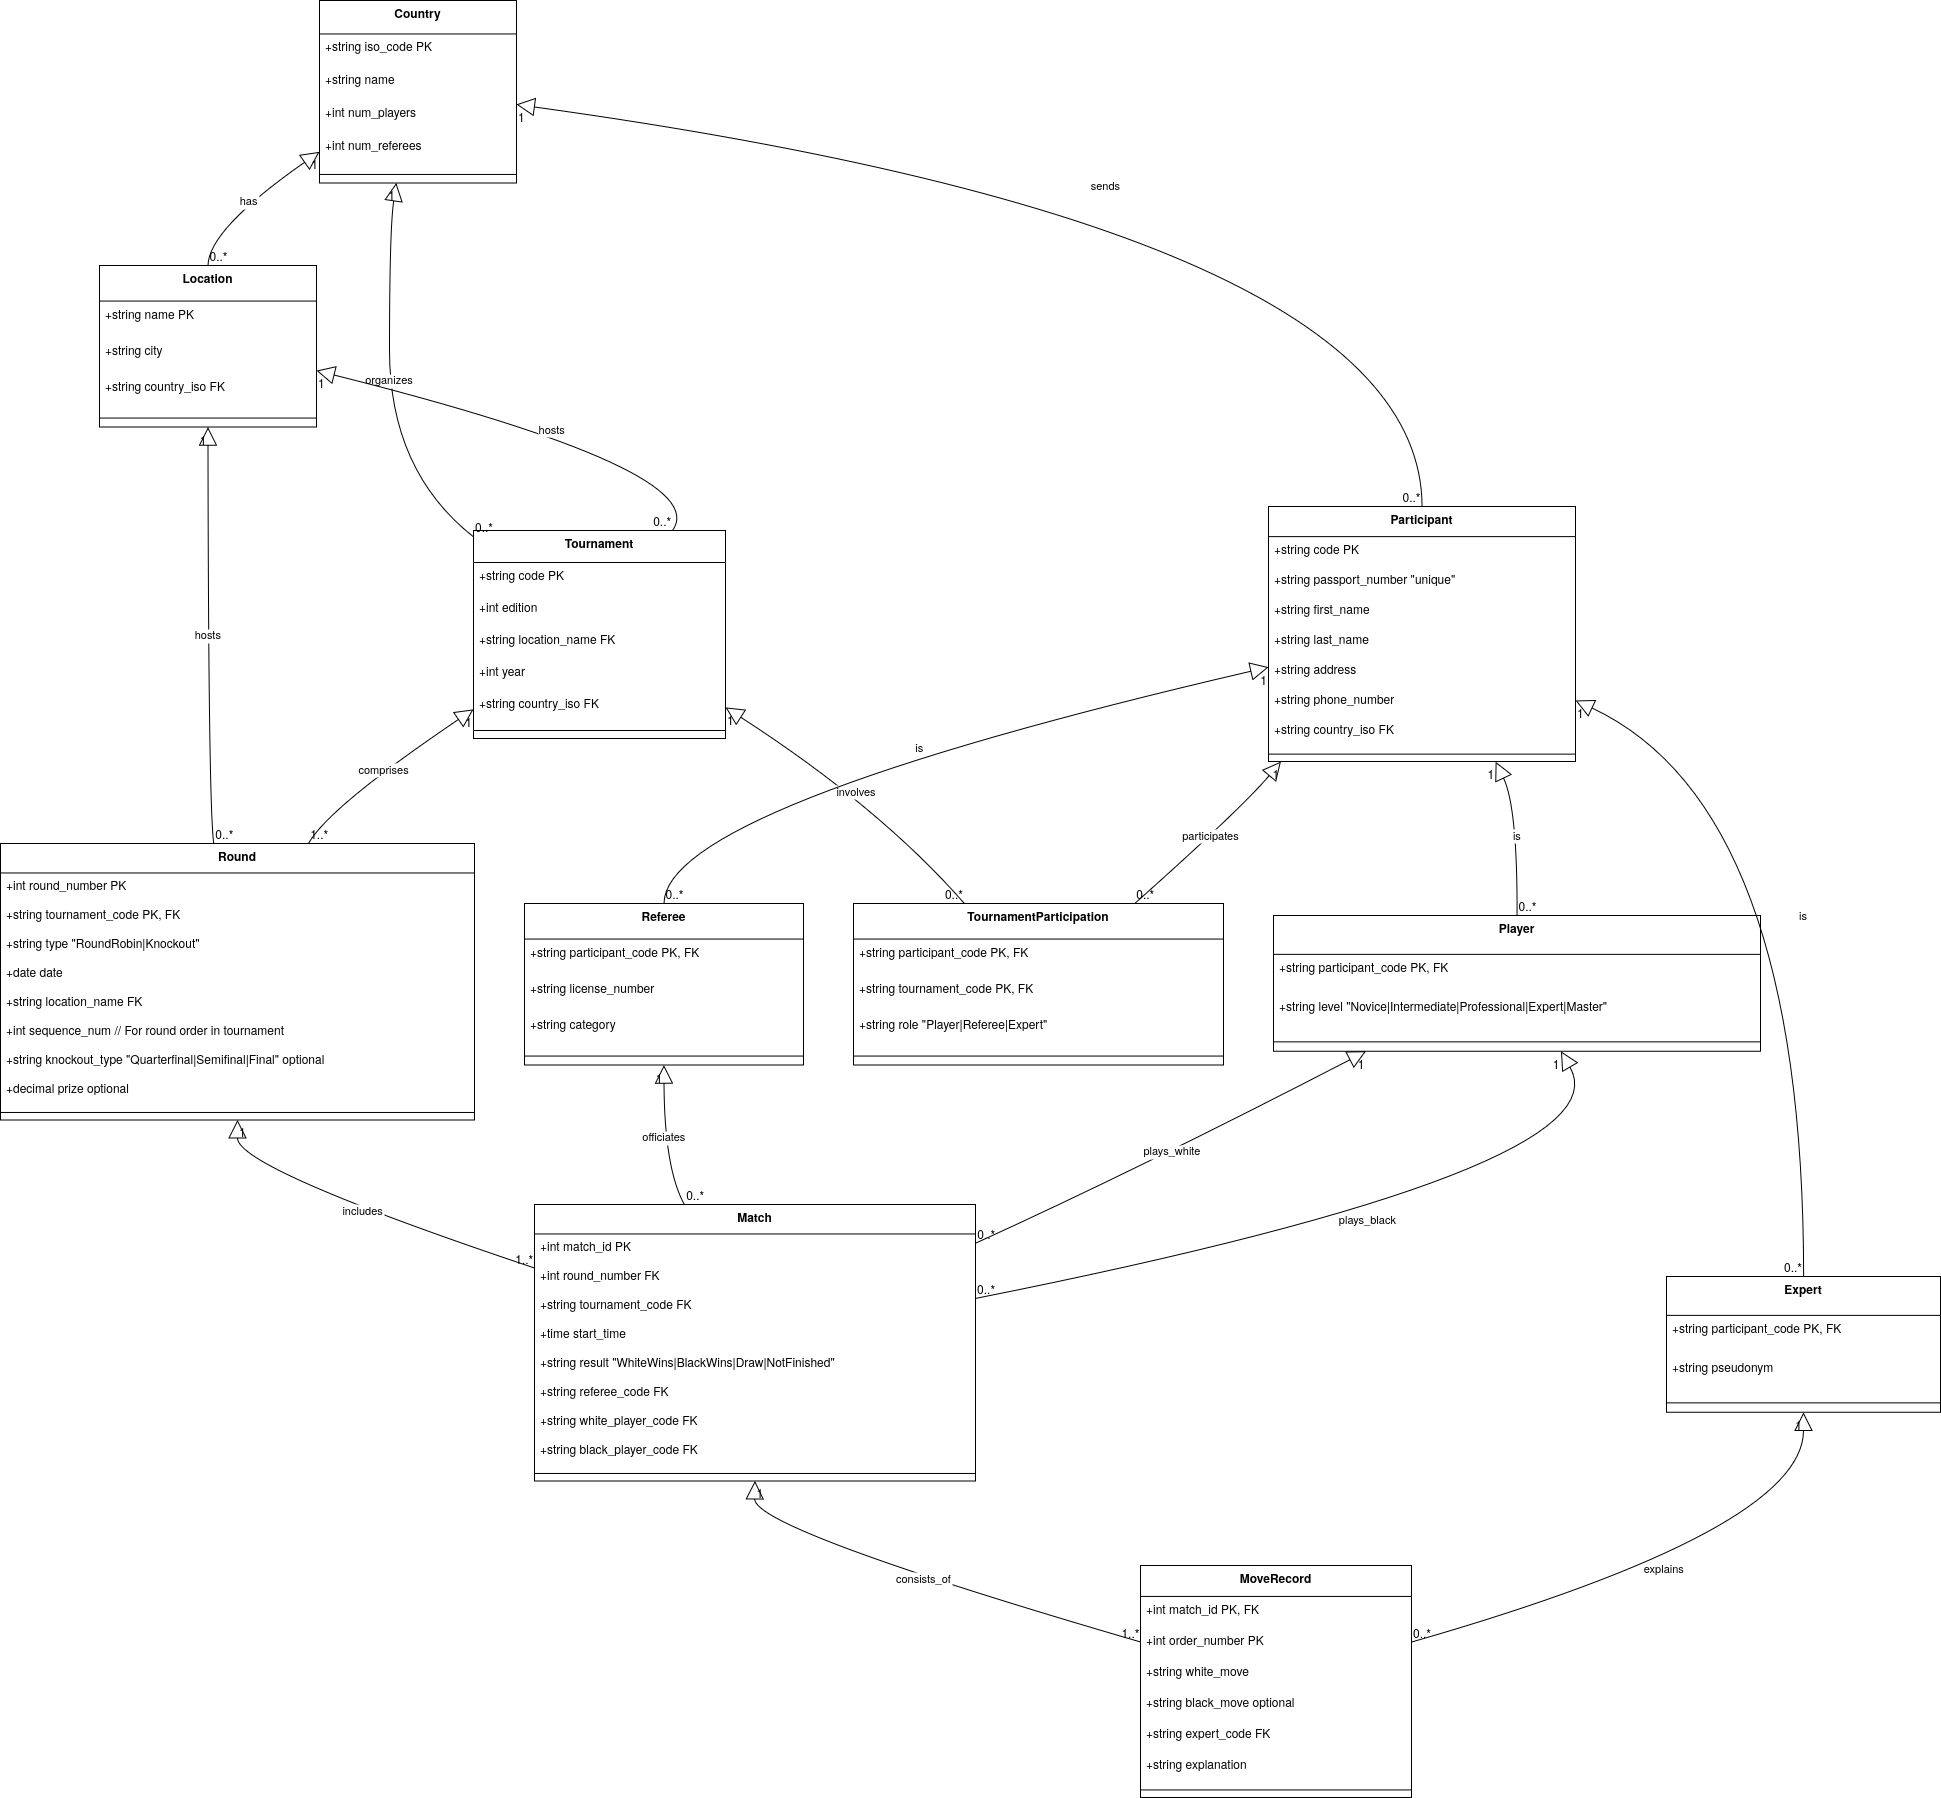 Country
+string iso_code PK
+string name
+int num_players
+int num_referees
1
1
1
has
sends
0..*
Location
+string name PK
+string city
+string country_iso FK
1
1
organizes
hosts
0..*
0..*
Tournament
+string code PK
+int edition
+string location_name FK
+int year
+string country_iso FK
1
1
0..*
Participant
+string code PK
+string passport_number "unique"
+string first_name
+string last_name
+string address
+string phone_number
+string country_iso FK
1
1
1
1
hosts
comprises
is
involves
participates
is
is
0..*
1..*
Round
+int round_number PK
+string tournament_code PK, FK
+string type "RoundRobin|Knockout"
+date date
+string location_name FK
+int sequence_num // For round order in tournament
+string knockout_type "Quarterfinal|Semifinal|Final" optional
+decimal prize optional
1
0..*
Referee
+string participant_code PK, FK
+string license_number
+string category
1
0..*
0..*
TournamentParticipation
+string participant_code PK, FK
+string tournament_code PK, FK
+string role "Player|Referee|Expert"
0..*
Player
+string participant_code PK, FK
+string level "Novice|Intermediate|Professional|Expert|Master"
1
1
includes
officiates
plays_white
plays_black
1..*
0..*
0..*
0..*
Match
+int match_id PK
+int round_number FK
+string tournament_code FK
+time start_time
+string result "WhiteWins|BlackWins|Draw|NotFinished"
+string referee_code FK
+string white_player_code FK
+string black_player_code FK
1
0..*
Expert
+string participant_code PK, FK
+string pseudonym
1
consists_of
explains
1..*
0..*
MoveRecord
+int match_id PK, FK
+int order_number PK
+string white_move
+string black_move optional
+string expert_code FK
+string explanation